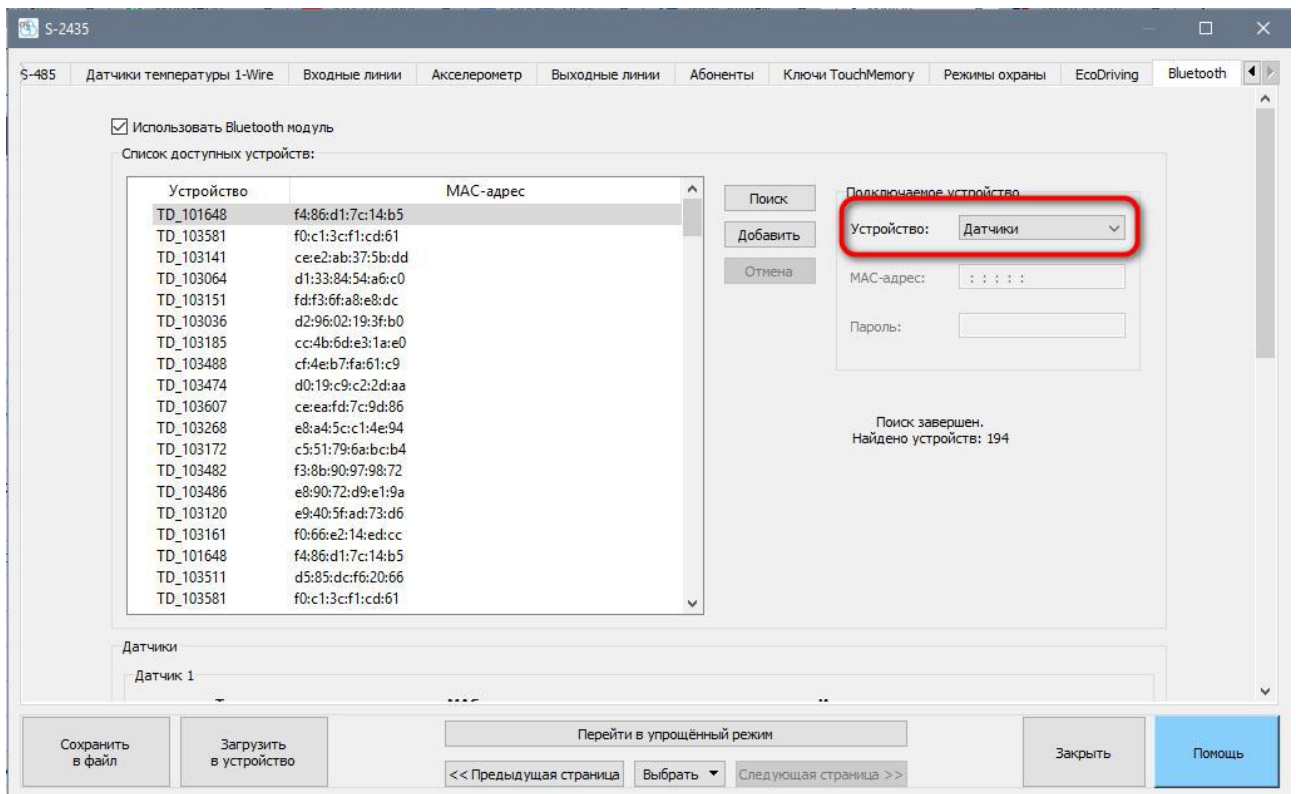 S-2435
S-485 Датчики температуры 1-Wire Входные линии Акселерометр Выходные линии Абоненты Ключи TouchMemory Режимы охраны EcoDriving Bluetooth
Использовать Bluetooth модуль
Список доступных устройств:
Устройство MAC-адрес
TD_101648 f4:86:d1:7c:14:b5
TD_103581 f0:c1:3c:f1:cd:61
TD_103141 ce:e2:ab:37:5b:dd
TD_103064 d1:33:84:54:a6:c0
TD_103151 fd:f3:6f:a8:e8:dc
TD_103036 d2:96:02:19:3f:b0
TD_103185 cc:4b:6d:e3:1a:e0
TD_103488 cf:4e:b7:fa:61:c9
TD_103474 d0:19:c9:c2:2d:aa
TD_103607 ce:ea:fd:7c:9d:86
TD_103268 e8:a4:5c:c1:4e:94
TD_103172 c5:51:79:6a:bc:b4
TD_103482 f3:8b:90:97:98:72
TD_103486 e8:90:72:d9:e1:9a
TD_103120 e9:40:5f:ad:73:d6
TD_103161 f0:66:e2:14:ed:cc
TD_101648 f4:86:d1:7c:14:b5
TD_103511 d5:85:dc:f6:20:66
TD_103581 f0:c1:3c:f1:cd:61
Поиск
Добавить
Отмена
Подключаемое устройство
Устройство: Датчики
MAC-адрес: : : : : :
Пароль:
Поиск завершен.
Найдено устройств: 194
Датчики
Датчик 1
Сохранить
в файл
Загрузить
в устройство
Перейти в упрощённый режим
<< Предыдущая страница Выбрать Следующая страница >>
Закрыть
Помощь